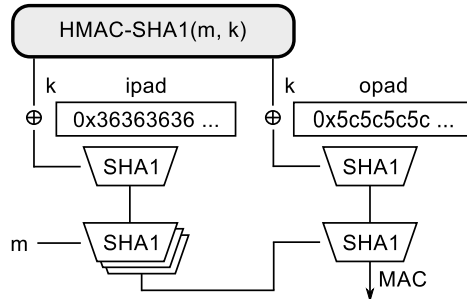 HMAC-SHA1(m, k)
k ipad k opad
⊕ 0x36363636 ... ⊕ 0x5c5c5c5c ...
SHA1 SHA1
m SHA1 SHA1
MAC